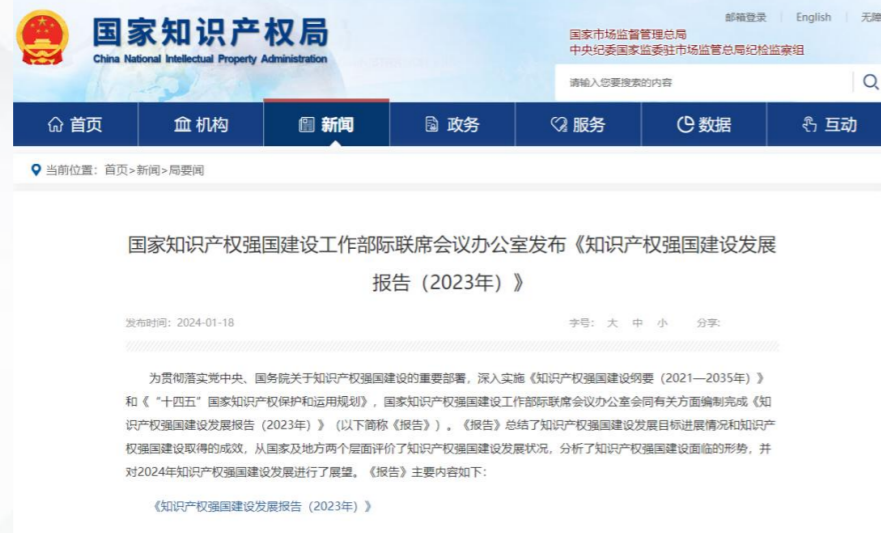 邮箱登录 English 无障
国家知识产权局
China National Intellectual Property Administration
国家市场监督管理总局
中央纪委国家监委驻市场监管总局纪检监察组
请输入您要搜索的内容
首页 机构 新闻 政务 服务 数据 互动
当前位置：首页>新闻>局要闻
国家知识产权强国建设工作部际联席会议办公室发布《知识产权强国建设发展
报告（2023年）》
发布时间：2024-01-18 字号： 大 中 小 分享:
为贯彻落实党中央、国务院关于知识产权强国建设的重要部署，深入实施《知识产权强国建设纲要（2021—2035年）》
和《“十四五”国家知识产权保护和运用规划》，国家知识产权强国建设工作部际联席会议办公室会同有关方面编制完成《知
识产权强国建设发展报告（2023年）》（以下简称《报告》）。《报告》总结了知识产权强国建设发展目标进展情况和知识产
权强国建设取得的成效，从国家及地方两个层面评价了知识产权强国建设发展状况，分析了知识产权强国建设面临的形势，并
对2024年知识产权强国建设发展进行了展望。《报告》主要内容如下：
《知识产权强国建设发展报告（2023年）》